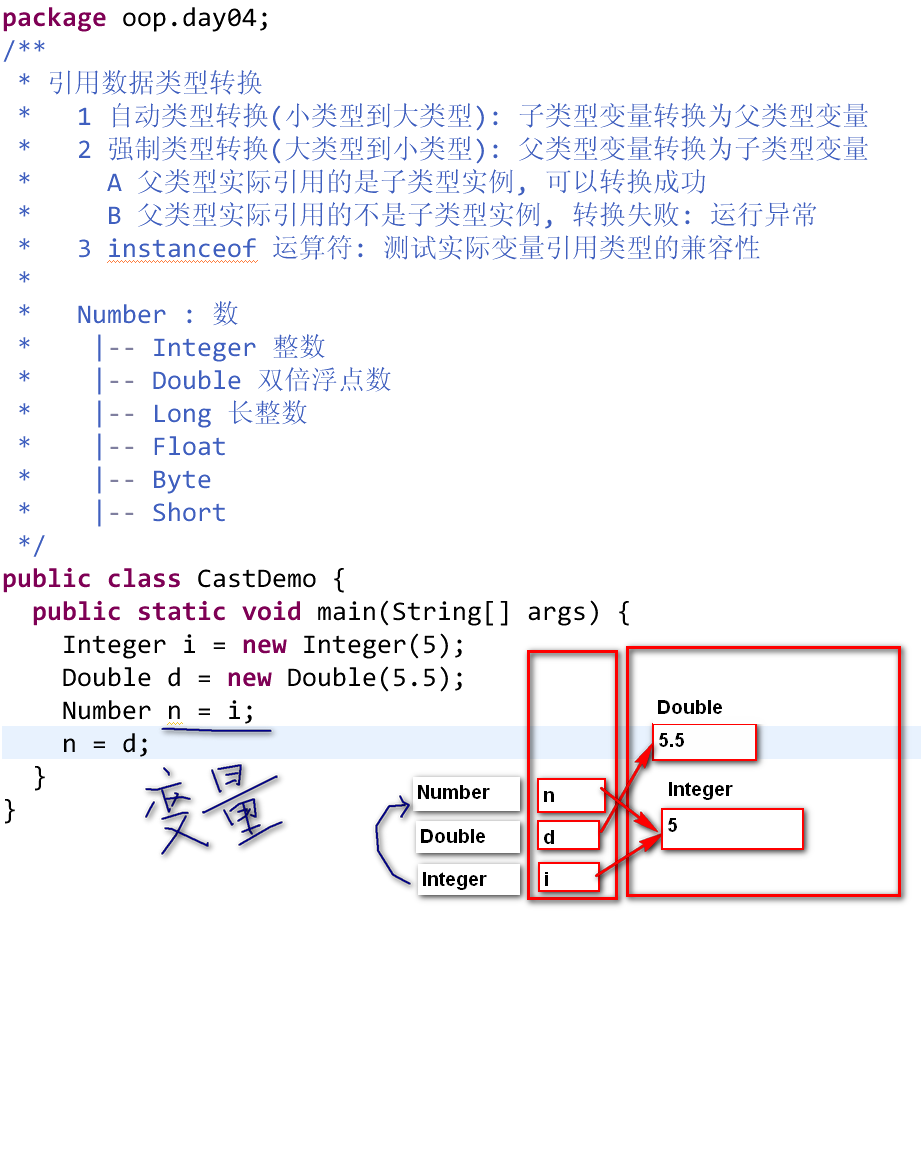 package oop.day04;
/**
 * 引用数据类型转换
 *   1 自动类型转换(小类型到大类型): 子类型变量转换为父类型变量
 *   2 强制类型转换(大类型到小类型): 父类型变量转换为子类型变量
 *     A 父类型实际引用的是子类型实例, 可以转换成功
 *     B 父类型实际引用的不是子类型实例, 转换失败: 运行异常
 *   3 instanceof 运算符: 测试实际变量引用类型的兼容性
 *
 *   Number : 数
 *    |-- Integer 整数
 *    |-- Double 双倍浮点数
 *    |-- Long 长整数
 *    |-- Float
 *    |-- Byte
 *    |-- Short
 */
public class CastDemo {
  public static void main(String[] args) {
    Integer i = new Integer(5);
    Double d = new Double(5.5);
    Number n = i;
    n = d;
  }
}
变量
Double
5.5
Integer
5
Number n
Double d
Integer i